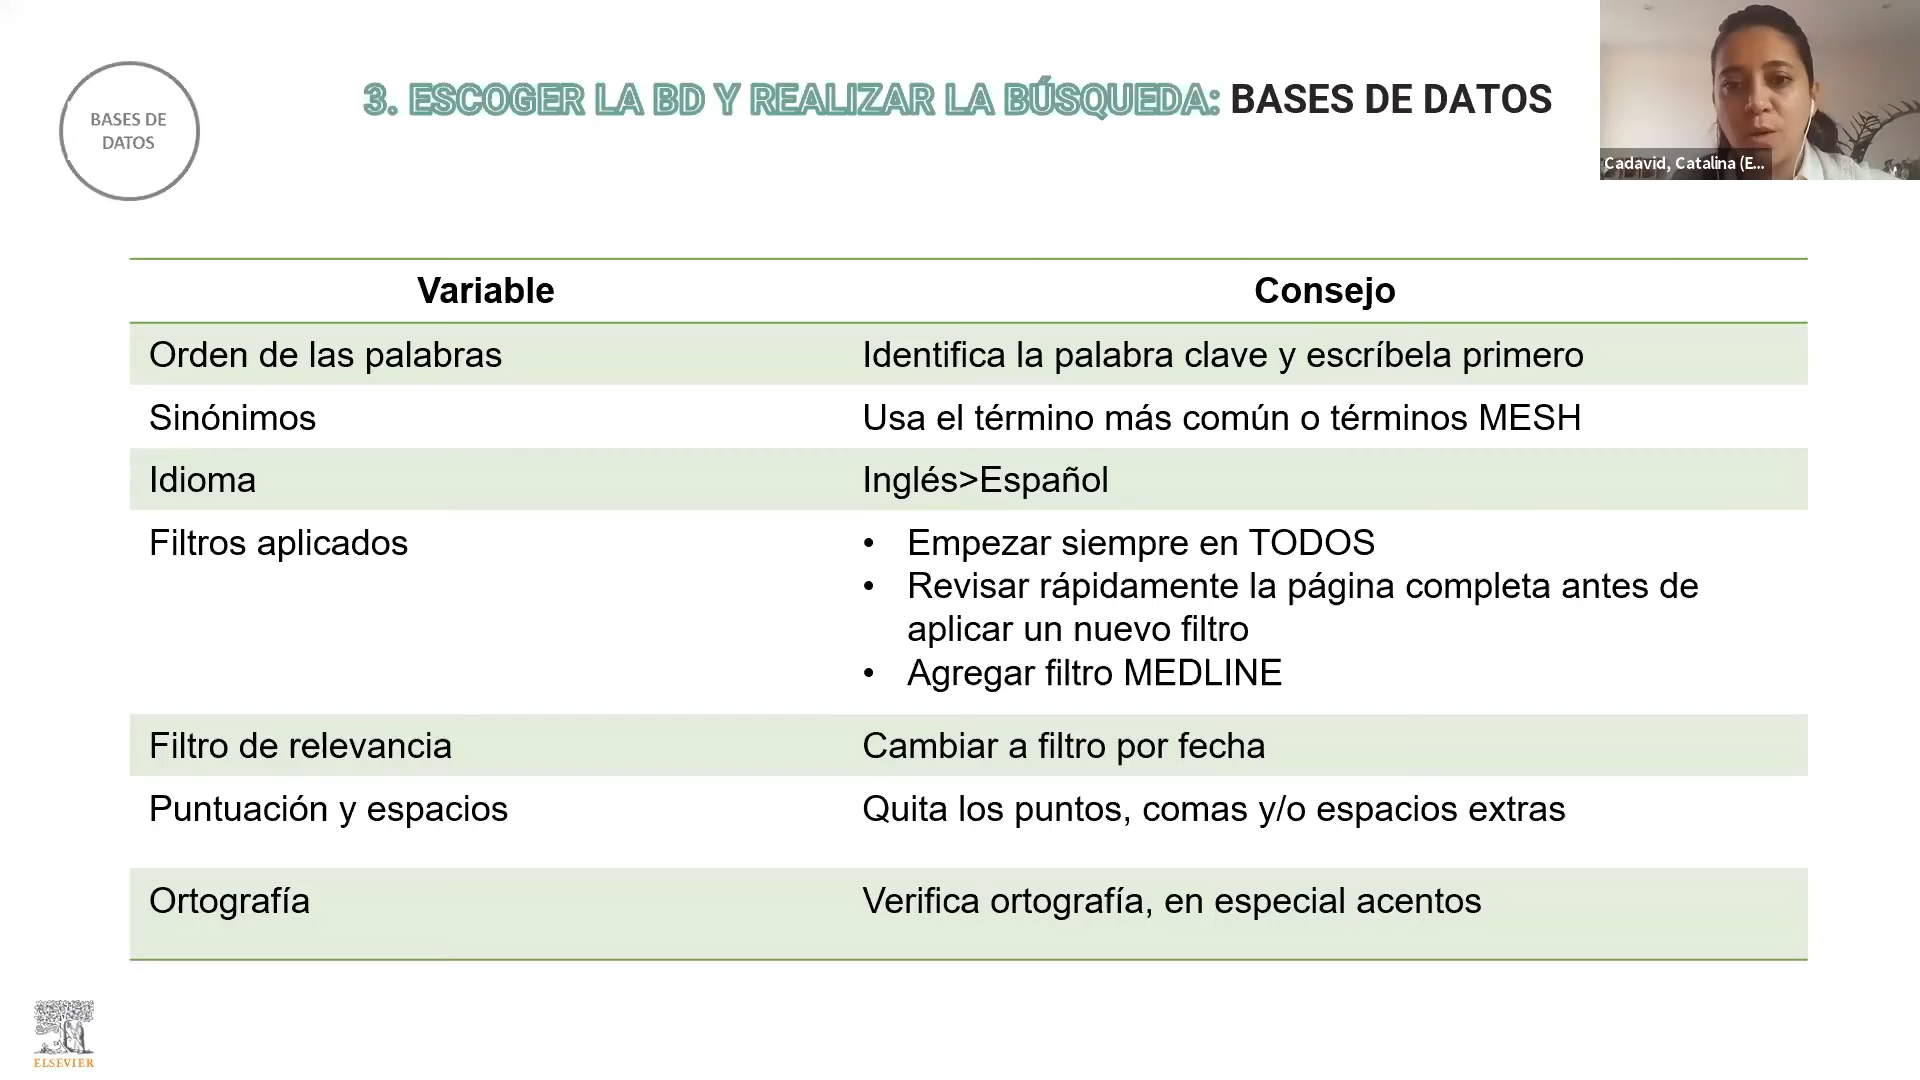 BASES DE
DATOS
3. ESCOGER LA BD Y REALIZAR LA BÚSQUEDA: BASES DE DATOS
Cadavid, Catalina (E...
Variable Consejo
Orden de las palabras Identifica la palabra clave y escríbela primero
Sinónimos Usa el término más común o términos MESH
Idioma Inglés>Español
Filtros aplicados • Empezar siempre en TODOS
• Revisar rápidamente la página completa antes de
aplicar un nuevo filtro
• Agregar filtro MEDLINE
Filtro de relevancia Cambiar a filtro por fecha
Puntuación y espacios Quita los puntos, comas y/o espacios extras
Ortografía Verifica ortografía, en especial acentos
ELSEVIER